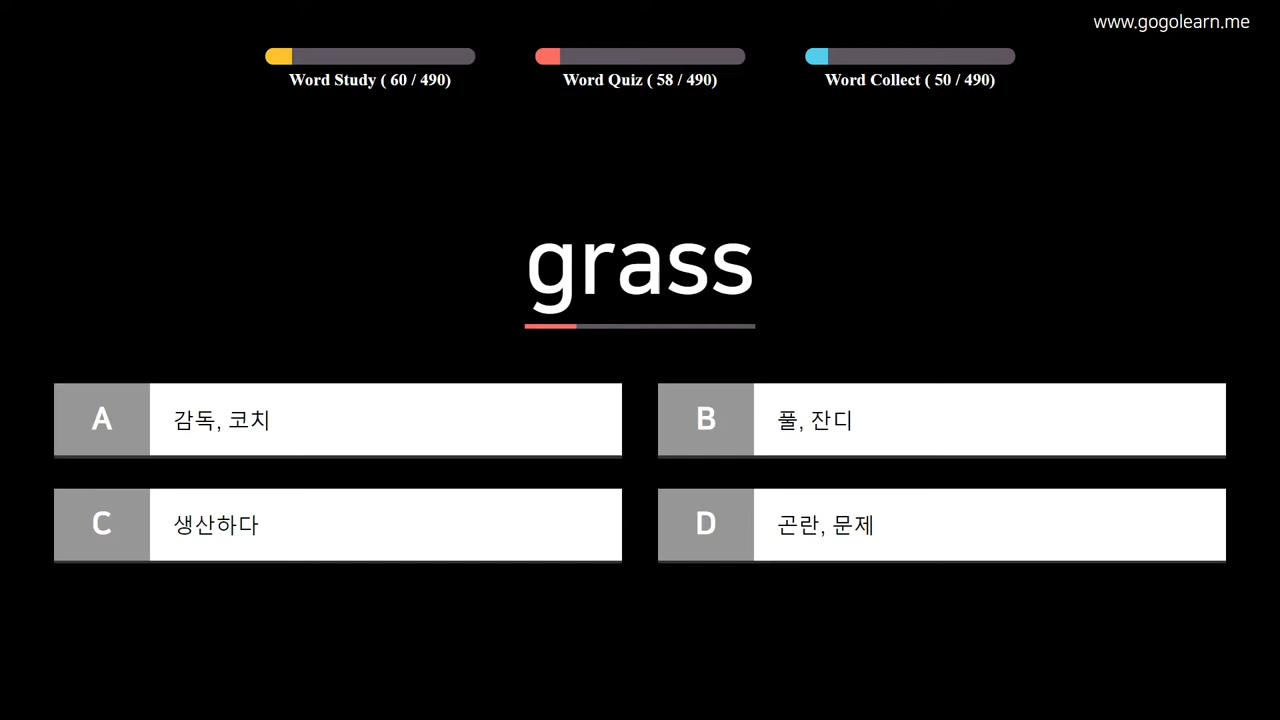 www.gogolearn.me
Word Study ( 60 / 490)
Word Quiz ( 58 / 490)
Word Collect ( 50 / 490)
grass
A 감독, 코치
B 풀, 잔디
C 생산하다
D 곤란, 문제